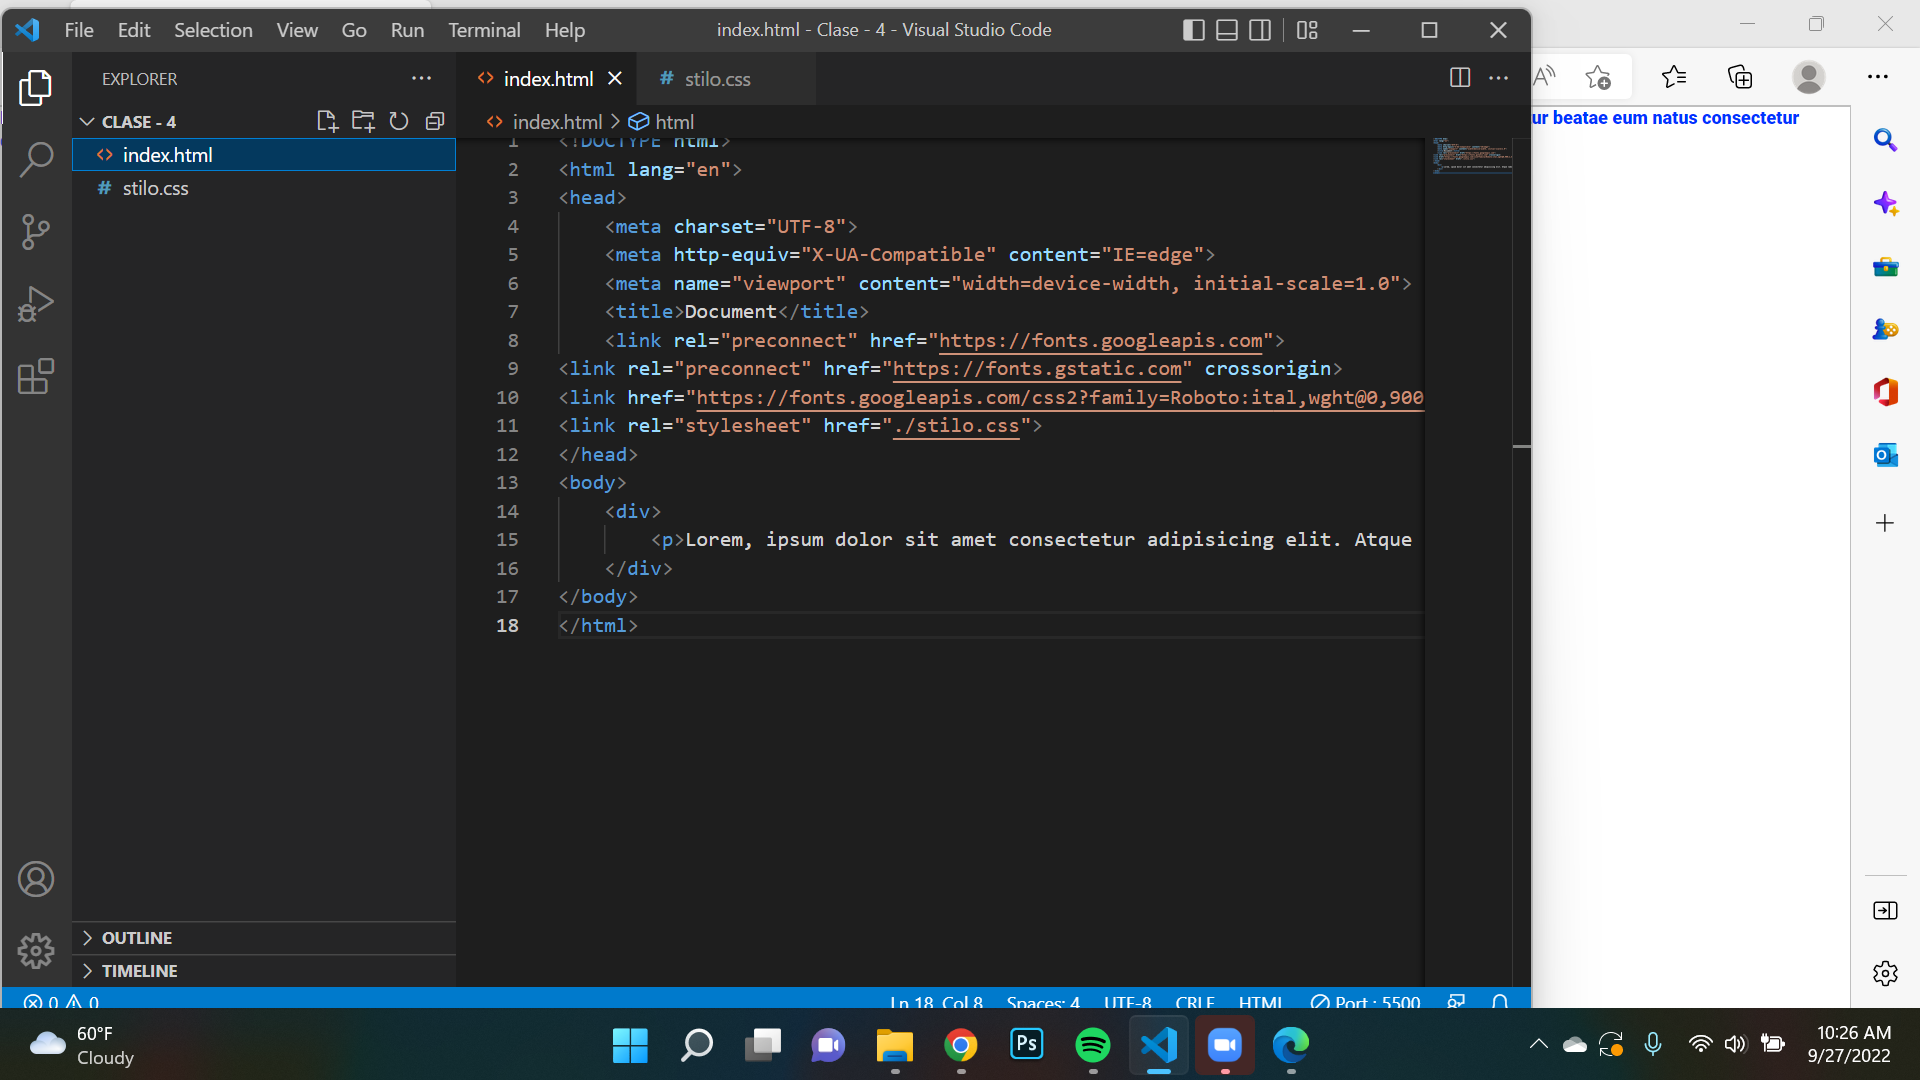 File Edit Selection View Go Run Terminal Help
index.html - Clase - 4 - Visual Studio Code
EXPLORER
CLASE - 4
index.html
stilo.css
OUTLINE
TIMELINE
index.html
stilo.css
index.html > html
1 <!DOCTYPE html>
2 <html lang="en">
3 <head>
4 <meta charset="UTF-8">
5 <meta http-equiv="X-UA-Compatible" content="IE=edge">
6 <meta name="viewport" content="width=device-width, initial-scale=1.0">
7 <title>Document</title>
8 <link rel="preconnect" href="https://fonts.googleapis.com">
9 <link rel="preconnect" href="https://fonts.gstatic.com" crossorigin>
10 <link href="https://fonts.googleapis.com/css2?family=Roboto:ital,wght@0,900
11 <link rel="stylesheet" href="./stilo.css">
12 </head>
13 <body>
14 <div>
15 <p>Lorem, ipsum dolor sit amet consectetur adipisicing elit. Atque
16 </div>
17 </body>
18 </html>
ur beatae eum natus consectetur
0 0
Ln 18, Col 8 Spaces: 4 UTF-8 CRLF HTML Port : 5500
60°F
Cloudy
Ps
10:26 AM
9/27/2022